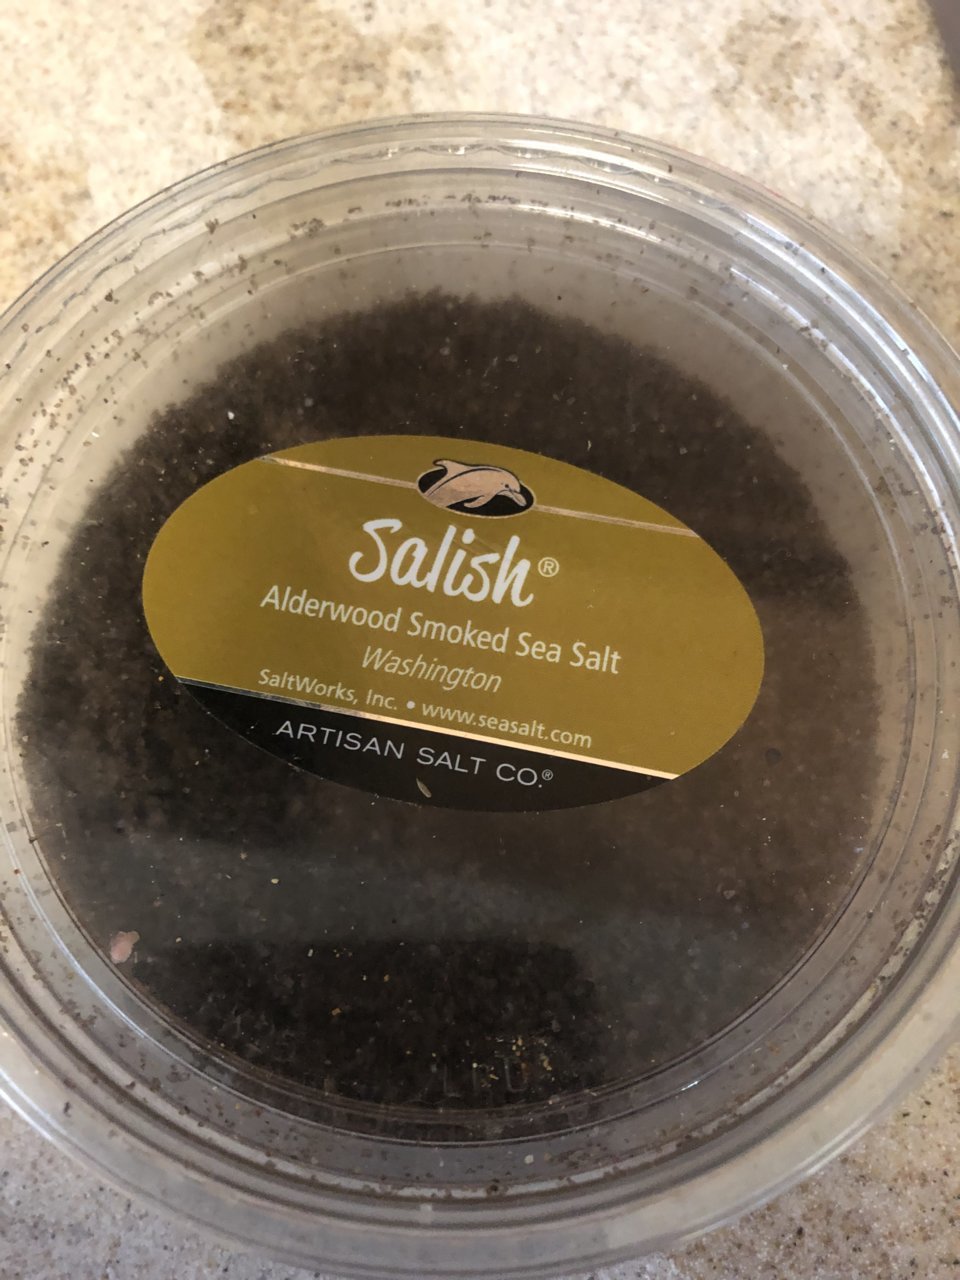 Salish®
Alderwood Smoked Sea Salt
Washington
SaltWorks, Inc. • www.seasalt.com
ARTISAN SALT CO.®